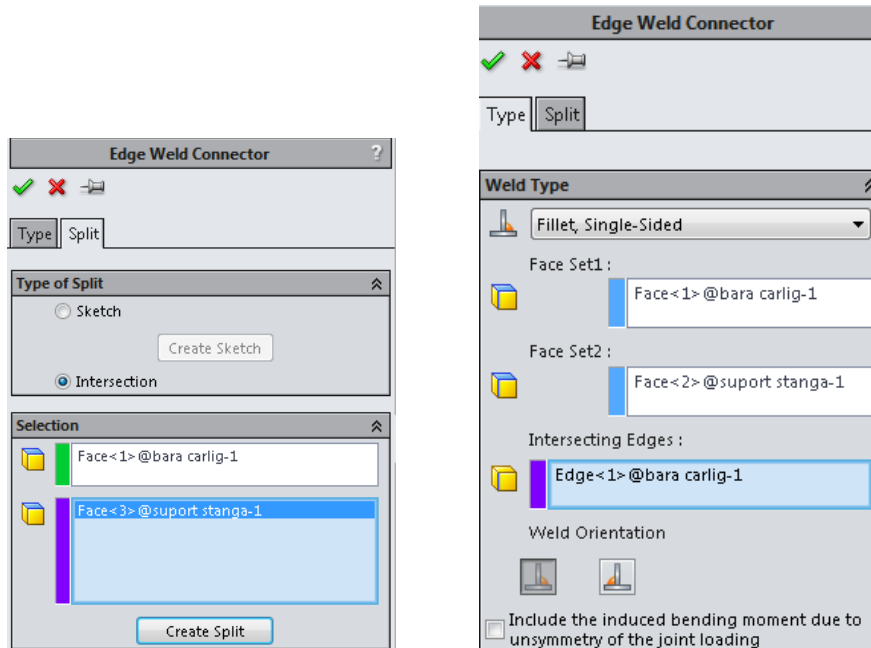 Edge Weld Connector
?
Type Split
Type of Split
Sketch
Create Sketch
Intersection
Selection
Face<1>@bara carlig-1
Face<3>@suport stanga-1
Create Split
Edge Weld Connector
Type Split
Weld Type
Fillet, Single-Sided
Face Set1 :
Face<1>@bara carlig-1
Face Set2 :
Face<2>@suport stanga-1
Intersecting Edges :
Edge<1>@bara carlig-1
Weld Orientation
Include the induced bending moment due to
unsymmetry of the joint loading